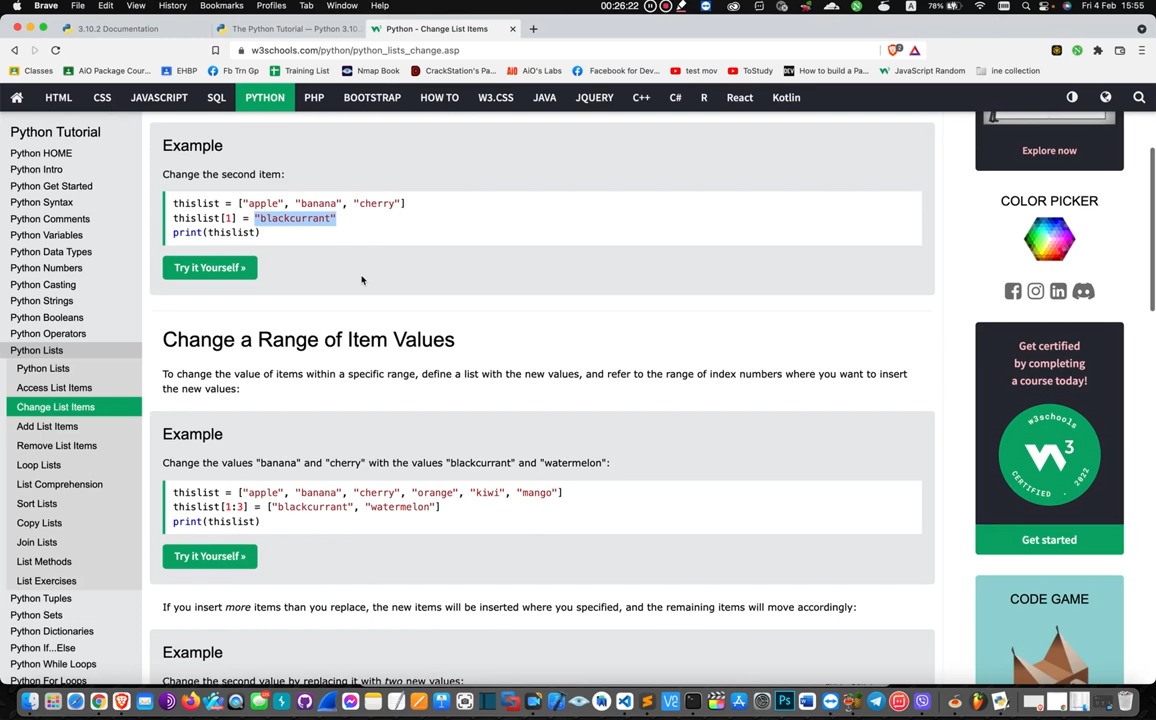 Brave File Edit View History Bookmarks Profiles Tab Window Help
00:26:22 78% Fri 4 Feb 15:55
3.10.2 Documentation
The Python Tutorial — Python 3.10.
Python - Change List Items
w3schools.com/python/python_lists_change.asp
Classes AiO Package Cour... EHBP Fb Trn Gp Training List Nmap Book CrackStation's Pa... AiO's Labs Facebook for Dev... test mov ToStudy How to build a Pa... JavaScript Random ine collection
HTML CSS JAVASCRIPT SQL PYTHON PHP BOOTSTRAP HOW TO W3.CSS JAVA JQUERY C++ C# R React Kotlin
Python Tutorial
Python HOME
Python Intro
Python Get Started
Python Syntax
Python Comments
Python Variables
Python Data Types
Python Numbers
Python Casting
Python Strings
Python Booleans
Python Operators
Python Lists
Python Lists
Access List Items
Change List Items
Add List Items
Remove List Items
Loop Lists
List Comprehension
Sort Lists
Copy Lists
Join Lists
List Methods
List Exercises
Python Tuples
Python Sets
Python Dictionaries
Python If...Else
Python While Loops
Python For Loops
Example
Change the second item:
thislist = ["apple", "banana", "cherry"]
thislist[1] = "blackcurrant"
print(thislist)
Try it Yourself »
Change a Range of Item Values
To change the value of items within a specific range, define a list with the new values, and refer to the range of index numbers where you want to insert
the new values:
Example
Change the values "banana" and "cherry" with the values "blackcurrant" and "watermelon":
thislist = ["apple", "banana", "cherry", "orange", "kiwi", "mango"]
thislist[1:3] = ["blackcurrant", "watermelon"]
print(thislist)
Try it Yourself »
If you insert more items than you replace, the new items will be inserted where you specified, and the remaining items will move accordingly:
Example
Change the second value by replacing it with two new values:
Explore now
COLOR PICKER
Get certified
by completing
a course today!
w3schools
CERTIFIED . 2022
Get started
CODE GAME